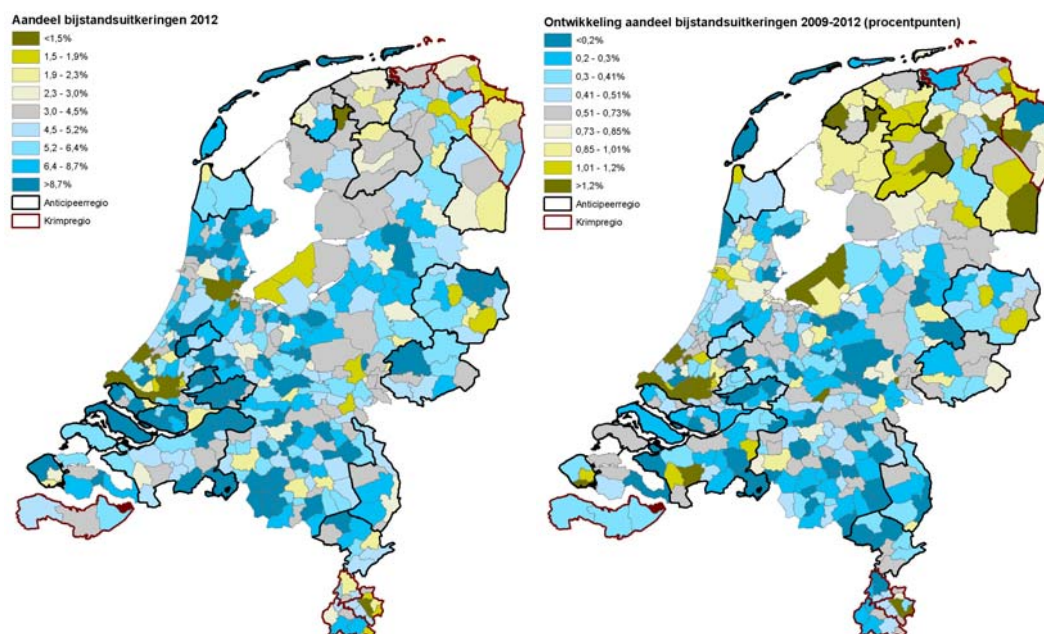 Aandeel bijstandsuitkeringen 2012
<1,5%
1,5 - 1,9%
1,9 - 2,3%
2,3 - 3,0%
3,0 - 4,5%
4,5 - 5,2%
5,2 - 6,4%
6,4 - 8,7%
>8,7%
Anticipeerregio
Krimpregio
Ontwikkeling aandeel bijstandsuitkeringen 2009-2012 (procentpunten)
<0,2%
0,2 - 0,3%
0,3 - 0,41%
0,41 - 0,51%
0,51 - 0,73%
0,73 - 0,85%
0,85 - 1,01%
1,01 - 1,2%
>1,2%
Anticipeerregio
Krimpregio